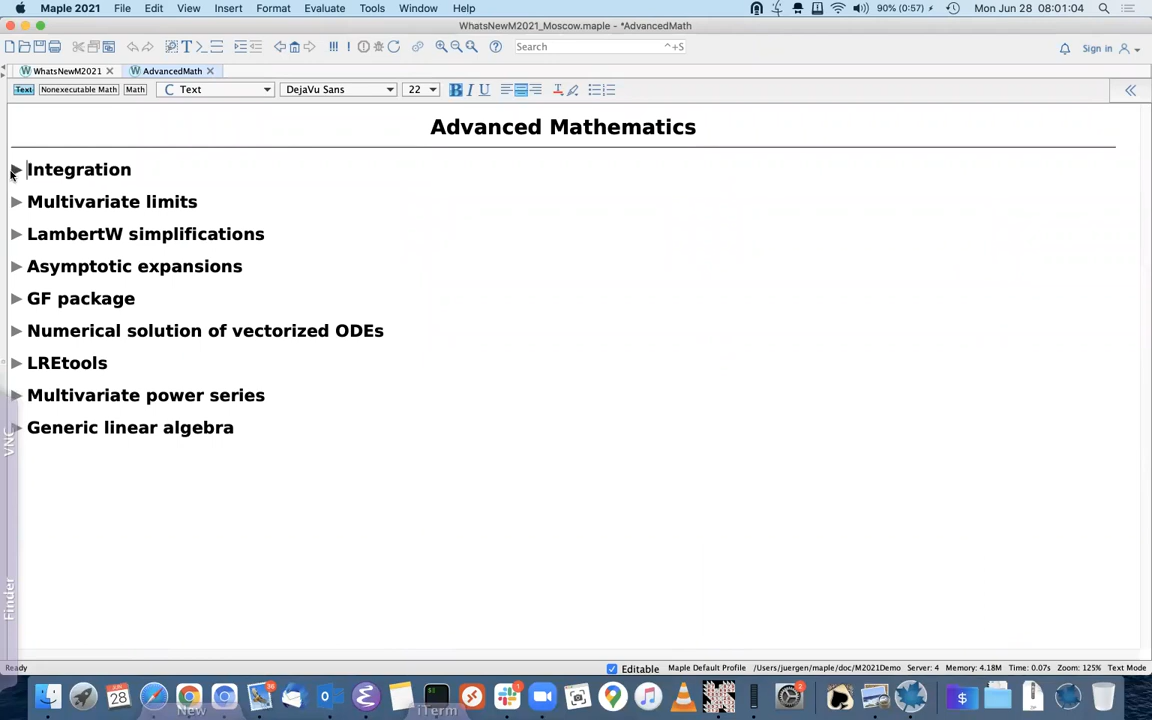 Maple 2021 File Edit View Insert Format Evaluate Tools Window Help 90% (0:57) Mon Jun 28 08:01:04
WhatsNewM2021_Moscow.maple - *AdvancedMath
Search ^+S Sign in
WhatsNewM2021 AdvancedMath
Text Nonexecutable Math Math C Text DejaVu Sans 22 B I U
Advanced Mathematics
Integration
Multivariate limits
LambertW simplifications
Asymptotic expansions
GF package
Numerical solution of vectorized ODEs
LREtools
Multivariate power series
Generic linear algebra
VNC
Finder
Ready Editable Maple Default Profile /Users/juergen/maple/doc/M2021Demo Server: 4 Memory: 4.18M Time: 0.07s Zoom: 125% Text Mode
New iTerm